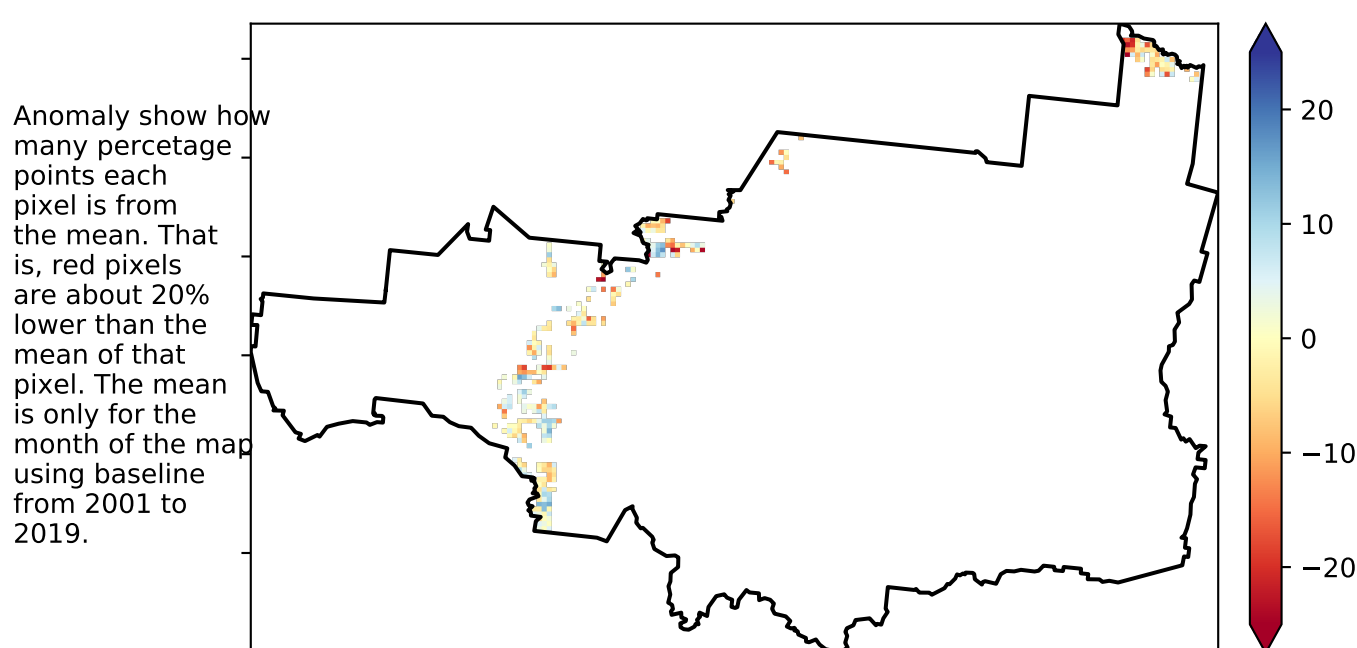 Anomaly show how
many percetage
points each
pixel is from
the mean. That
is, red pixels
are about 20%
lower than the
mean of that
pixel. The mean
is only for the
month of the map
using baseline
from 2001 to
2019.
20
10
0
−10
−20